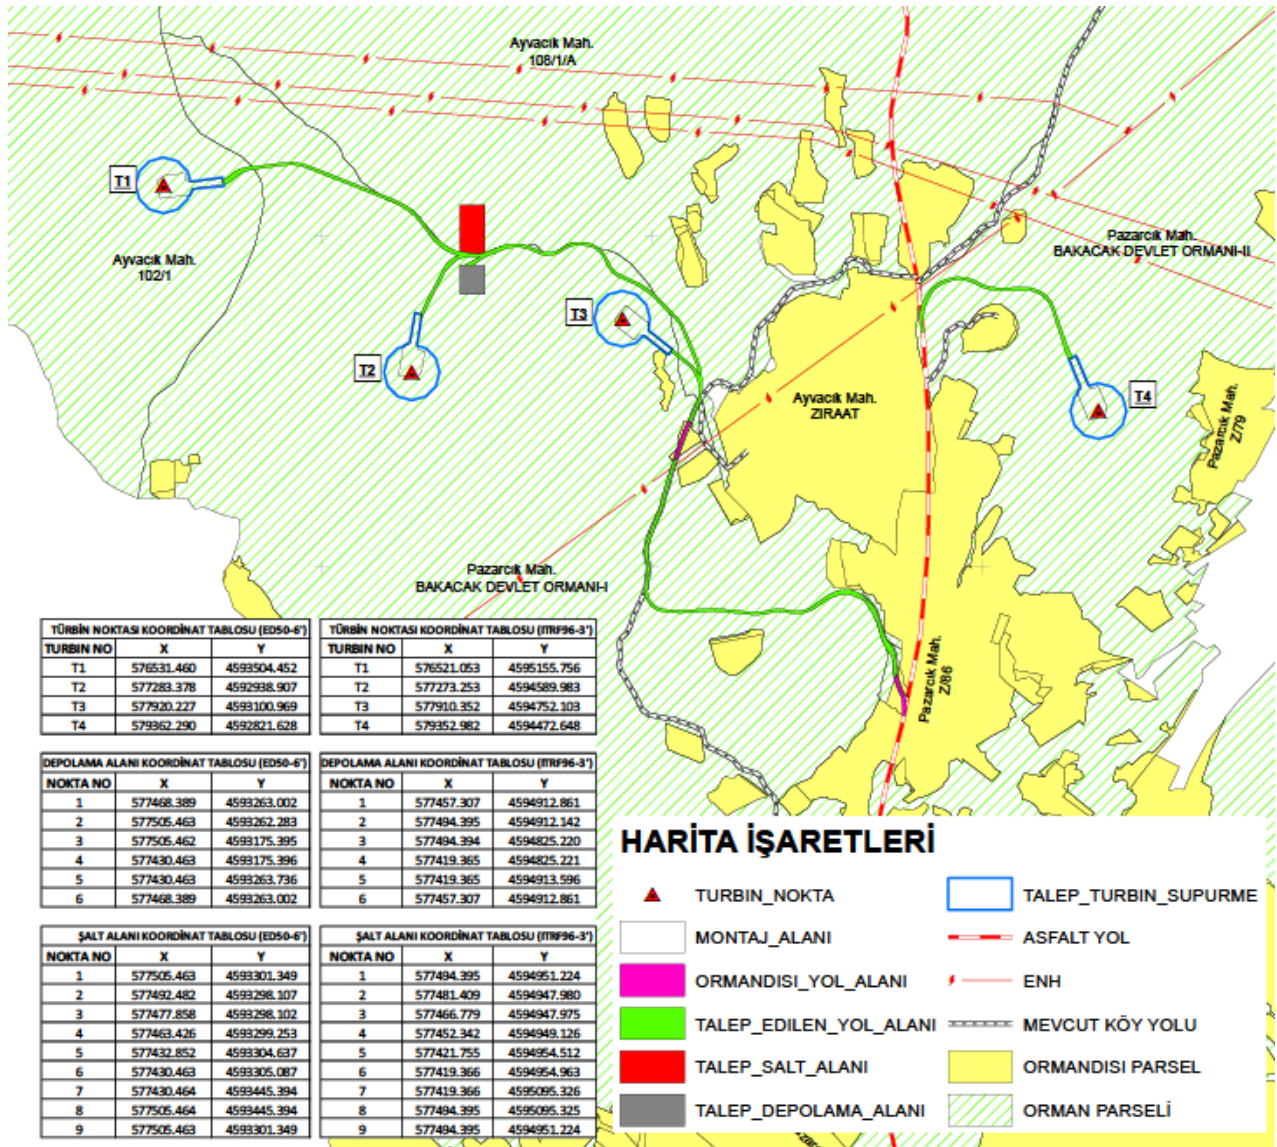 Ayvacık Mah.
108/1/A
T1
Ayvacık Mah.
102/1
Pazarcık Mah.
BAKACAK DEVLET ORMANI-II
T3
T2
T4
Ayvacık Mah.
ZIRAAT
Pazarcık Mah.
Z/79
Pazarcık Mah.
BAKACAK DEVLET ORMANI-I
Pazarcık Mah.
Z/86
TÜRBİN NOKTASI KOORDİNAT TABLOSU (ED50-6')
TURBIN NO X Y
T1 576531.460 4593504.452
T2 577283.378 4592938.907
T3 577920.227 4593100.969
T4 579362.290 4592821.628
TÜRBİN NOKTASI KOORDİNAT TABLOSU (ITRF96-3')
TURBIN NO X Y
T1 576521.053 4595155.756
T2 577273.253 4594589.983
T3 577910.352 4594752.103
T4 579352.982 4594472.648
DEPOLAMA ALANI KOORDİNAT TABLOSU (ED50-6')
NOKTA NO X Y
1 577468.389 4593263.002
2 577505.463 4593262.283
3 577505.462 4593175.395
4 577430.463 4593175.396
5 577430.463 4593263.736
6 577468.389 4593263.002
DEPOLAMA ALANI KOORDİNAT TABLOSU (ITRF96-3')
NOKTA NO X Y
1 577457.307 4594912.861
2 577494.395 4594912.142
3 577494.394 4594825.220
4 577419.365 4594825.221
5 577419.365 4594913.596
6 577457.307 4594912.861
ŞALT ALANI KOORDİNAT TABLOSU (ED50-6')
NOKTA NO X Y
1 577505.463 4593301.349
2 577492.482 4593298.107
3 577477.858 4593298.102
4 577463.426 4593299.253
5 577432.852 4593304.637
6 577430.463 4593305.087
7 577430.464 4593445.394
8 577505.464 4593445.394
9 577505.463 4593301.349
ŞALT ALANI KOORDİNAT TABLOSU (ITRF96-3')
NOKTA NO X Y
1 577494.395 4594951.224
2 577481.409 4594947.980
3 577466.779 4594947.975
4 577452.342 4594949.126
5 577421.755 4594954.512
6 577419.366 4594954.963
7 577419.366 4595095.326
8 577494.395 4595095.325
9 577494.395 4594951.224
HARİTA İŞARETLERİ
TURBIN_NOKTA
MONTAJ_ALANI
ORMANDISI_YOL_ALANI
TALEP_EDILEN_YOL_ALANI
TALEP_SALT_ALANI
TALEP_DEPOLAMA_ALANI
TALEP_TURBIN_SUPURME
ASFALT YOL
ENH
MEVCUT KÖY YOLU
ORMANDISI PARSEL
ORMAN PARSELİ